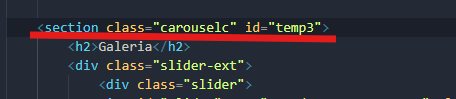 <section class="carouselc" id="temp3">
<h2>Galeria</h2>
<div class="slider-ext">
<div class="slider">